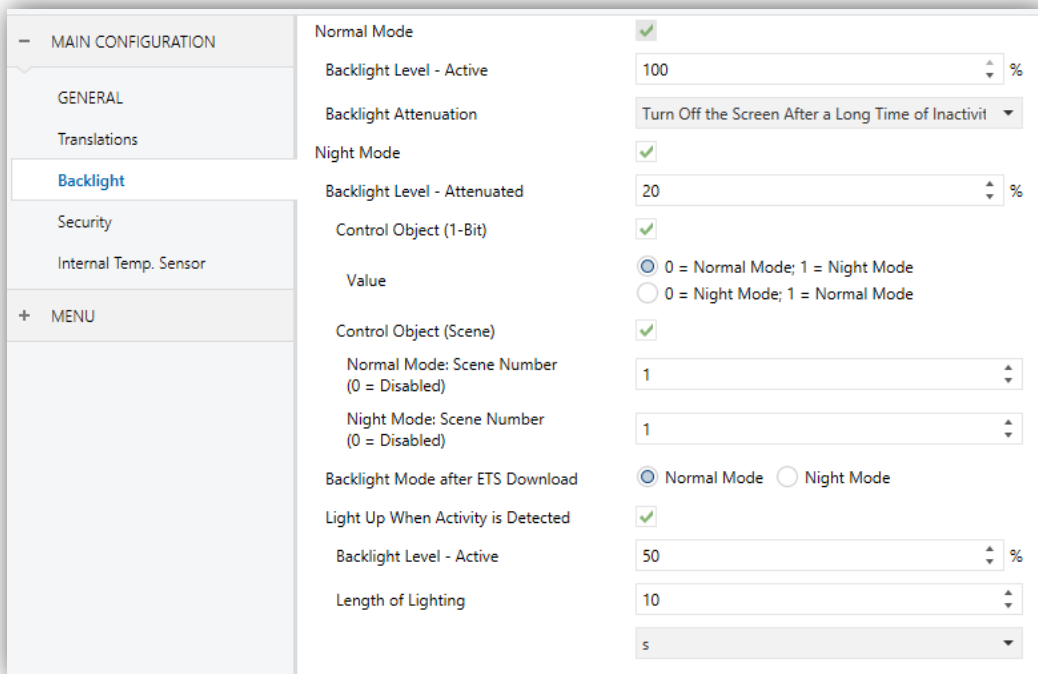 MAIN CONFIGURATION
GENERAL
Translations
Backlight
Security
Internal Temp. Sensor
MENU
Normal Mode
Backlight Level - Active
100
%
Backlight Attenuation
Turn Off the Screen After a Long Time of Inactivit
Night Mode
Backlight Level - Attenuated
20
%
Control Object (1-Bit)
Value
0 = Normal Mode; 1 = Night Mode
0 = Night Mode; 1 = Normal Mode
Control Object (Scene)
Normal Mode: Scene Number
(0 = Disabled)
1
Night Mode: Scene Number
(0 = Disabled)
1
Backlight Mode after ETS Download
Normal Mode
Night Mode
Light Up When Activity is Detected
Backlight Level - Active
50
%
Length of Lighting
10
s